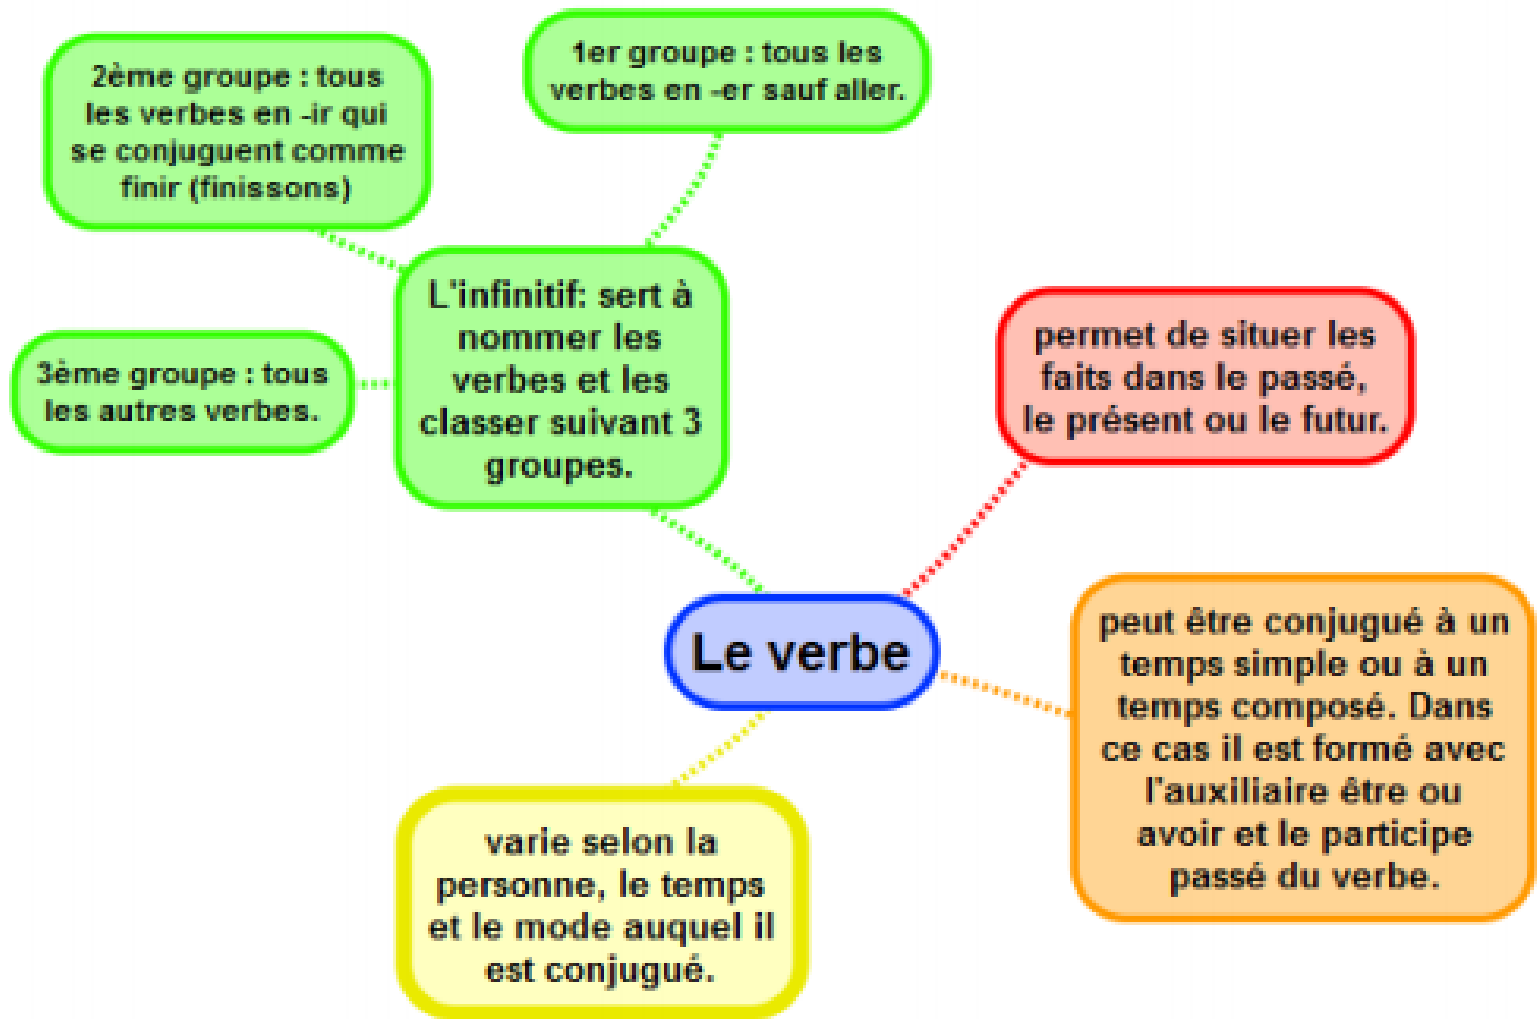 2ème groupe : tous
les verbes en -ir qui
se conjuguent comme
finir (finissons)
1er groupe : tous les
verbes en -er sauf aller.
3ème groupe : tous
les autres verbes.
L'infinitif: sert à
nommer les
verbes et les
classer suivant 3
groupes.
permet de situer les
faits dans le passé,
le présent ou le futur.
Le verbe
peut être conjugué à un
temps simple ou à un
temps composé. Dans
ce cas il est formé avec
l'auxiliaire être ou
avoir et le participe
passé du verbe.
varie selon la
personne, le temps
et le mode auquel il
est conjugué.